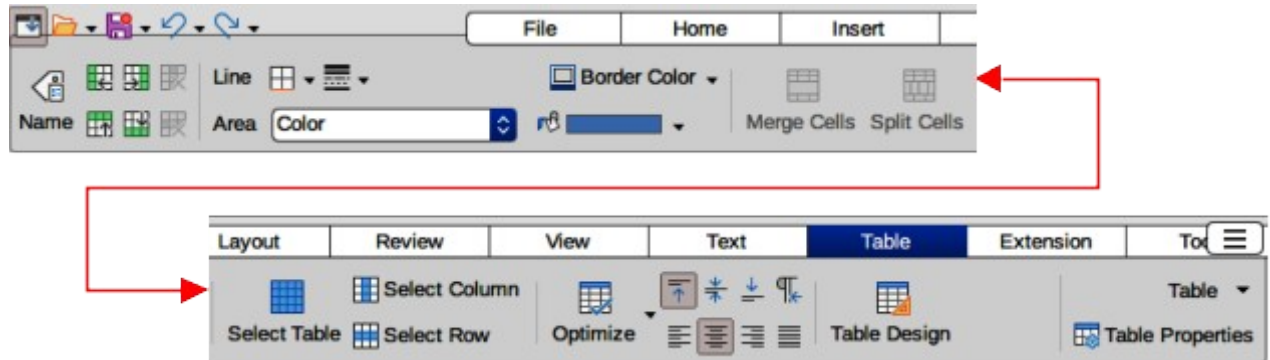 File Home Insert
Line Border Color
Name Area Color Merge Cells Split Cells
Layout Review View Text Table Extension
Select Column Table
Select Table Select Row Optimize Table Design Table Properties